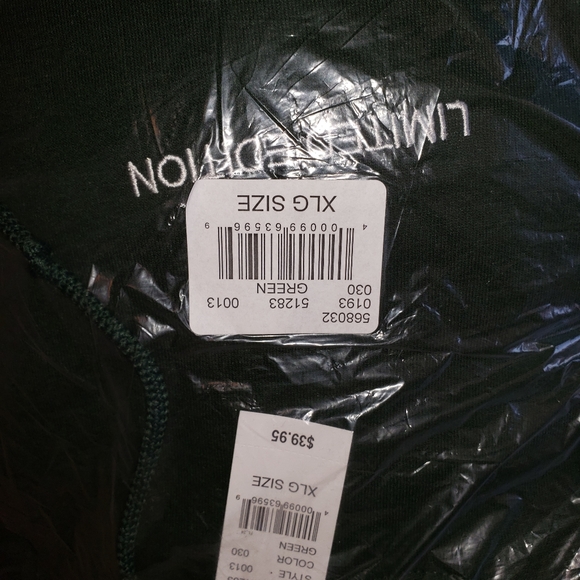 STYLE - 0013
COLOR 030
GREEN
4 00099 63596 9
XLG SIZE
$39.95
568032
0193 51283 0013
030 GREEN
4 00099 63596 9
XLG SIZE
LIMITED EDITION